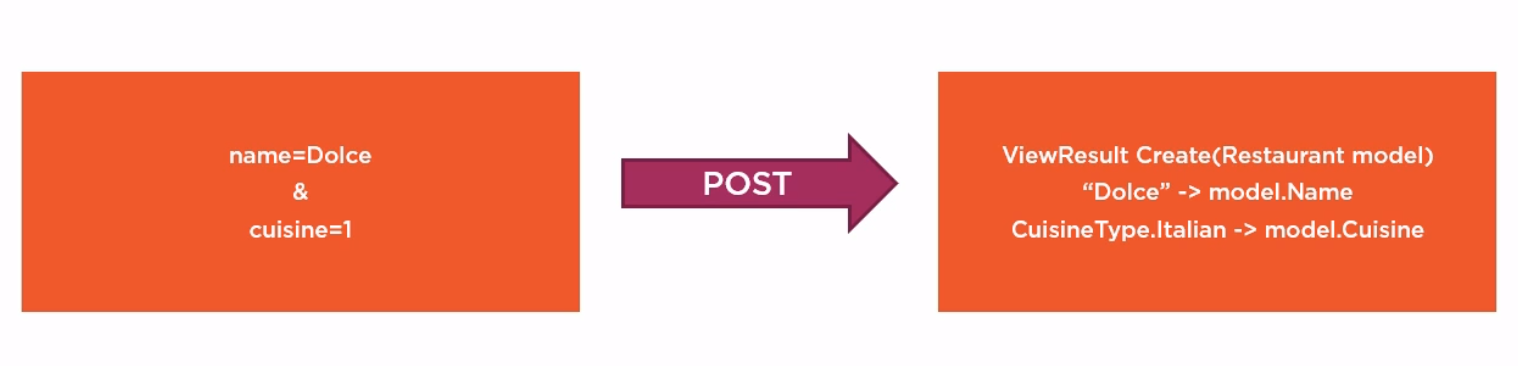 name=Dolce
&
cuisine=1
POST
ViewResult Create(Restaurant model)
“Dolce” -> model.Name
CuisineType.Italian -> model.Cuisine